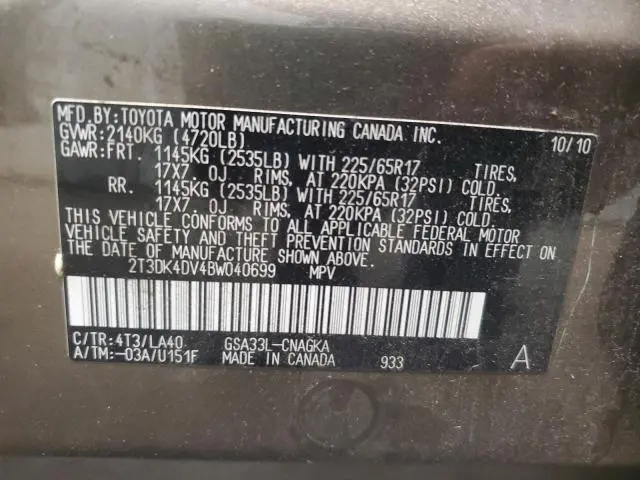 MFD. BY: TOYOTA MOTOR MANUFACTURING CANADA INC.
GVWR: 2140KG (4720LB) 10/10
GAWR: FRT. 1145KG (2535LB) WITH 225/65R17 TIRES,
17X7.0J RIMS, AT 220KPA (32PSI) COLD.
RR. 1145KG (2535LB) WITH 225/65R17 TIRES,
17X7.0J RIMS, AT 220KPA (32PSI) COLD.
THIS VEHICLE CONFORMS TO ALL APPLICABLE FEDERAL MOTOR
VEHICLE SAFETY AND THEFT PREVENTION STANDARDS IN EFFECT ON
THE DATE OF MANUFACTURE SHOWN ABOVE.
2T3DK4DV4BW040699 MPV
C/TR: 4T3/LA40 GSA33L-CNAGKA
A/TM: -03A/U151F MADE IN CANADA 933 A